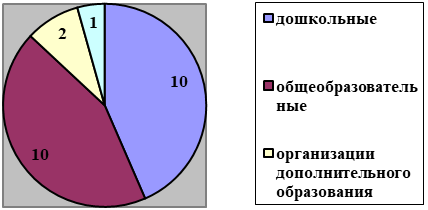 1
2
10
10
дошкольные
общеобразователь
ные
организации
дополнительного
образования